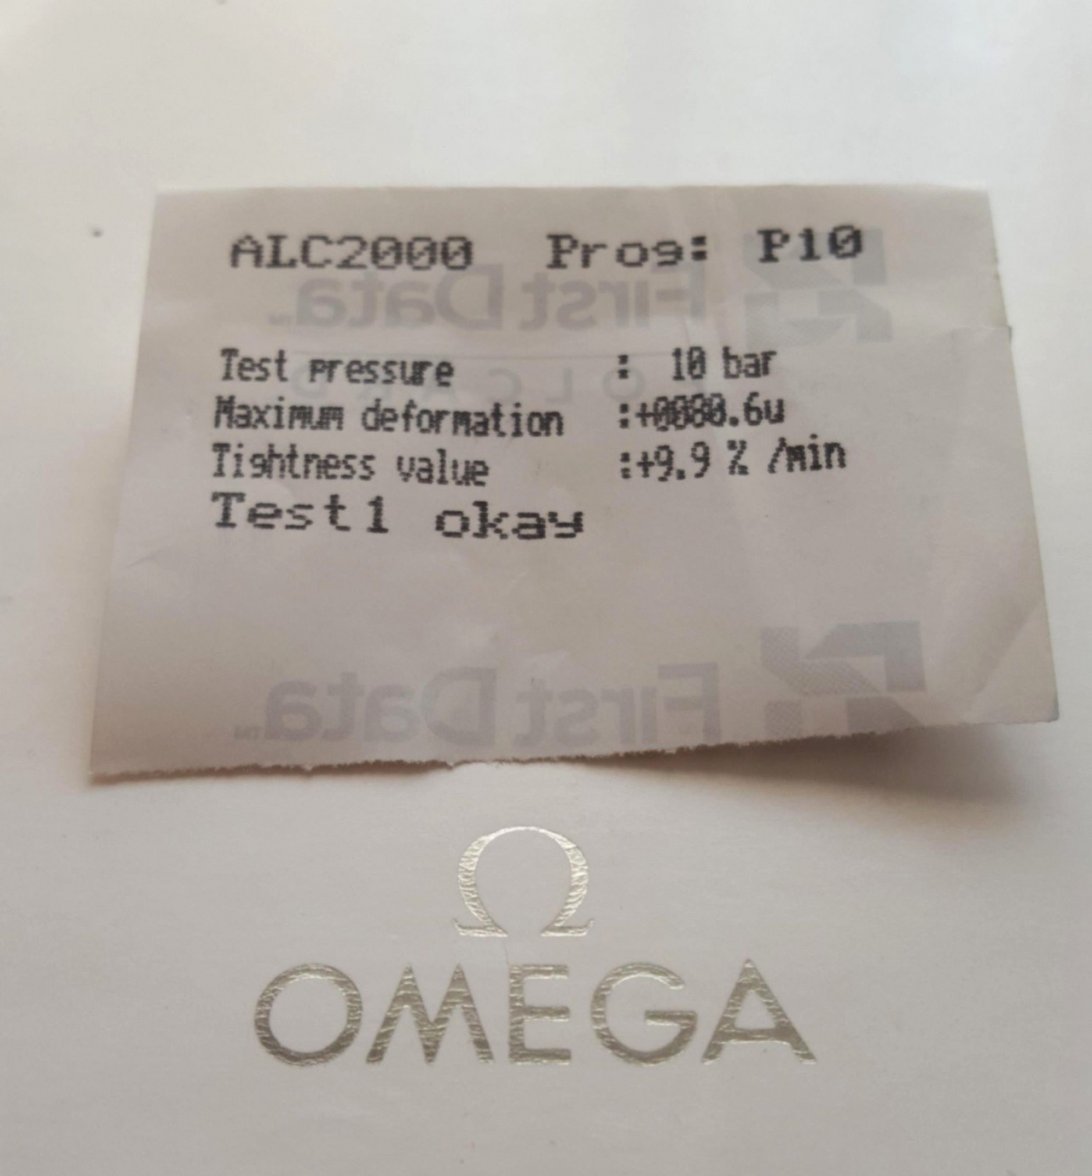 ALC2000 Prog: P10
First Data
Test pressure : 10 bar
Maximum deformation :+0080.6u
Tightness value :+9.9 % /min
Test1 okay
First Data
Ω
OMEGA